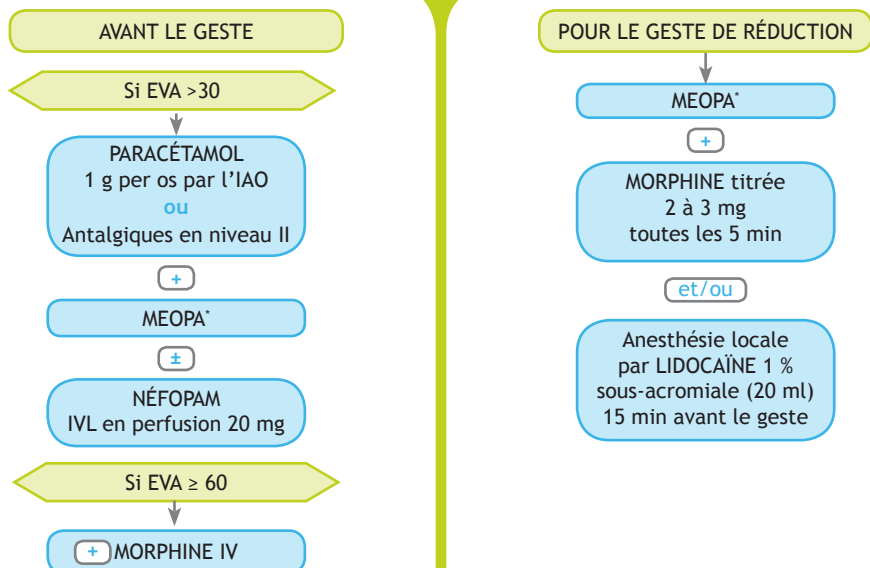 AVANT LE GESTE
Si EVA >30
PARACÉTAMOL
1 g per os par l’IAO
ou
Antalgiques en niveau II
+
MEOPA*
±
NÉFOPAM
IVL en perfusion 20 mg
Si EVA ≥ 60
+ MORPHINE IV
POUR LE GESTE DE RÉDUCTION
MEOPA*
+
MORPHINE titrée
2 à 3 mg
toutes les 5 min
et/ou
Anesthésie locale
par LIDOCAÏNE 1 %
sous-acromiale (20 ml)
15 min avant le geste